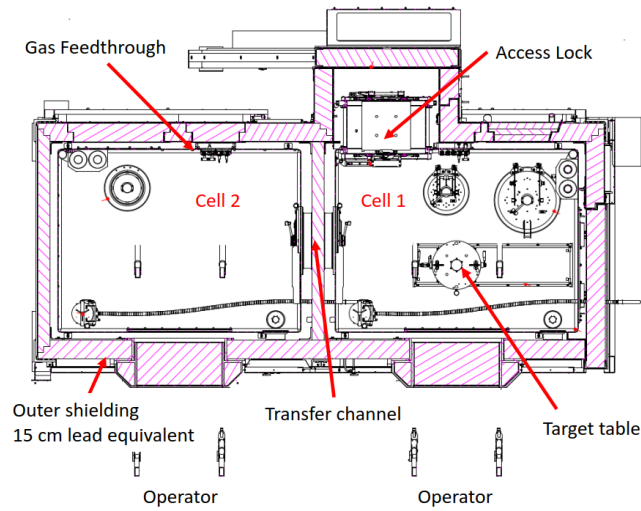 Gas Feedthrough
Access Lock
Cell 2
Cell 1
Outer shielding
15 cm lead equivalent
Transfer channel
Target table
Operator
Operator